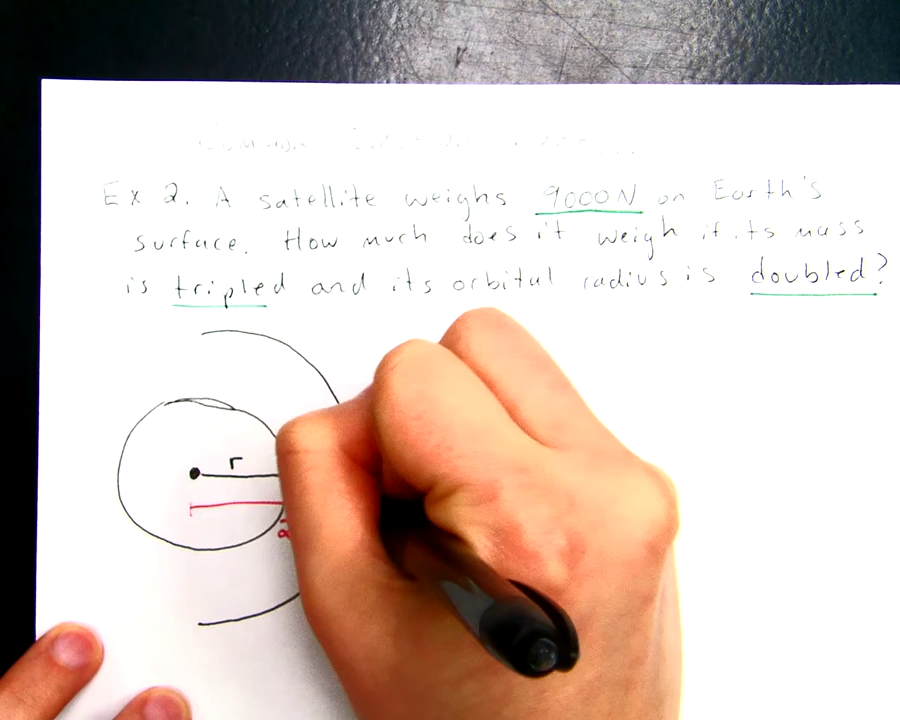 Ex 2. A satellite weighs 9000N on Earth's
surface. How much does it weigh if its mass
is tripled and its orbital radius is doubled?
r